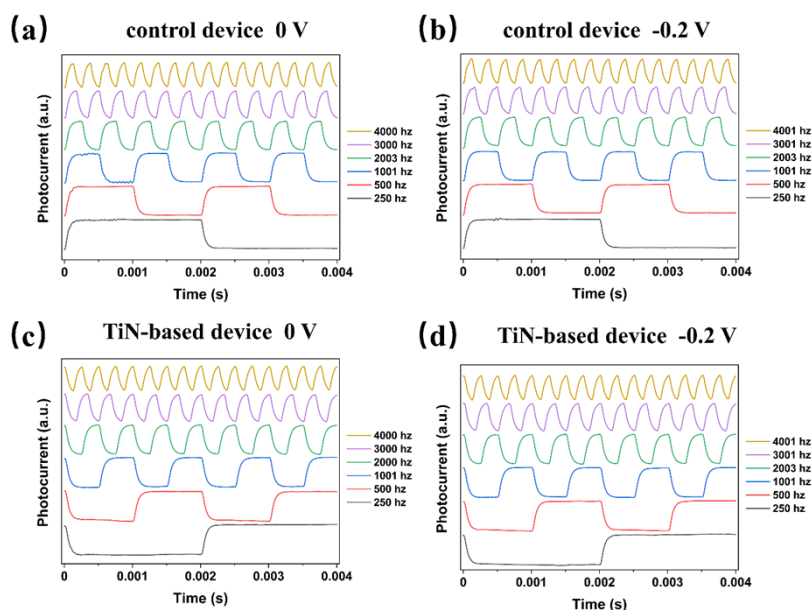 (a) control device 0 V
Photocurrent (a.u.)
4000 hz
3000 hz
2003 hz
1001 hz
500 hz
250 hz
0 0.001 0.002 0.003 0.004
Time (s)
(b) control device -0.2 V
Photocurrent (a.u.)
4001 hz
3001 hz
2003 hz
1001 hz
500 hz
250 hz
0 0.001 0.002 0.003 0.004
Time (s)
(c) TiN-based device 0 V
Photocurrent (a.u.)
4000 hz
3000 hz
2000 hz
1001 hz
500 hz
250 hz
0 0.001 0.002 0.003 0.004
Time (s)
(d) TiN-based device -0.2 V
Photocurrent (a.u.)
4001 hz
3001 hz
2003 hz
1001 hz
500 hz
250 hz
0 0.001 0.002 0.003 0.004
Time (s)